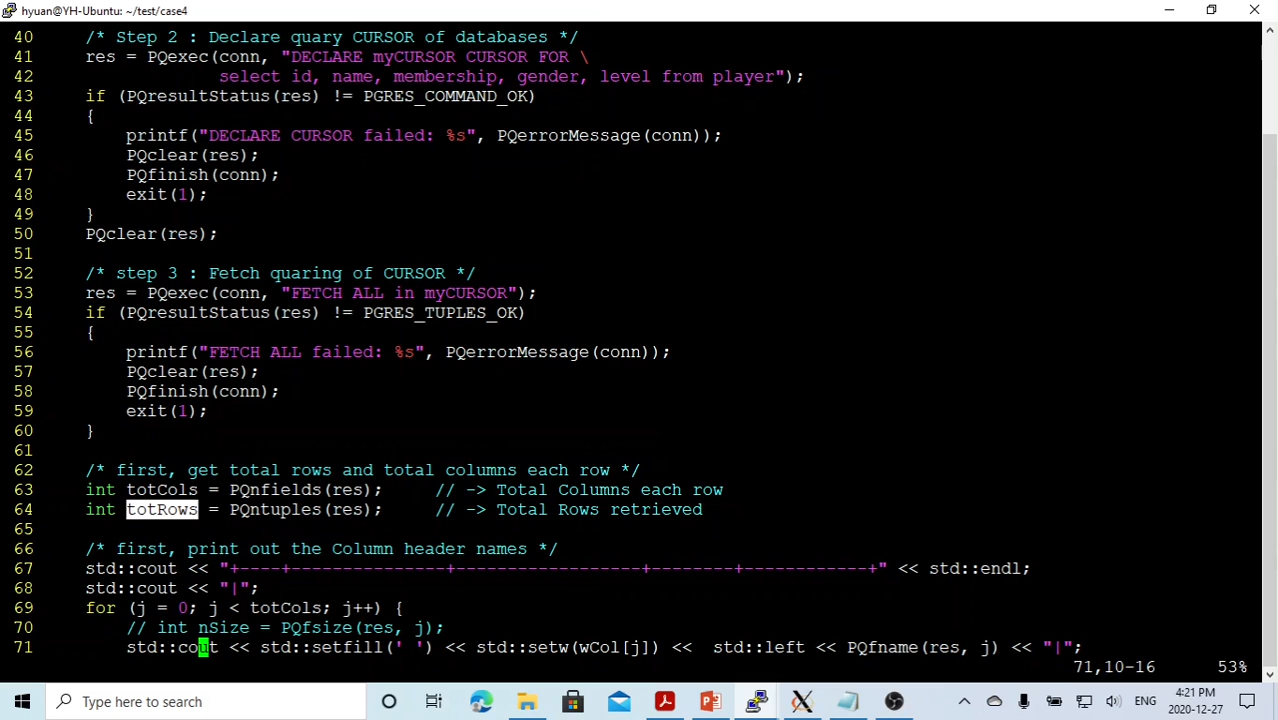 hyuan@YH-Ubuntu: ~/test/case4
40 /* Step 2 : Declare quary CURSOR of databases */
41 res = PQexec(conn, "DECLARE myCURSOR CURSOR FOR \
42 select id, name, membership, gender, level from player");
43 if (PQresultStatus(res) != PGRES_COMMAND_OK)
44 {
45 printf("DECLARE CURSOR failed: %s", PQerrorMessage(conn));
46 PQclear(res);
47 PQfinish(conn);
48 exit(1);
49 }
50 PQclear(res);
51
52 /* step 3 : Fetch quaring of CURSOR */
53 res = PQexec(conn, "FETCH ALL in myCURSOR");
54 if (PQresultStatus(res) != PGRES_TUPLES_OK)
55 {
56 printf("FETCH ALL failed: %s", PQerrorMessage(conn));
57 PQclear(res);
58 PQfinish(conn);
59 exit(1);
60 }
61
62 /* first, get total rows and total columns each row */
63 int totCols = PQnfields(res); // -> Total Columns each row
64 int totRows = PQntuples(res); // -> Total Rows retrieved
65
66 /* first, print out the Column header names */
67 std::cout << "+----+---------------+------------------+--------+------------+" << std::endl;
68 std::cout << "|";
69 for (j = 0; j < totCols; j++) {
70 // int nSize = PQfsize(res, j);
71 std::cout << std::setfill(' ') << std::setw(wCol[j]) << std::left << PQfname(res, j) << "|";
71,10-16 53%
Type here to search
ENG
4:21 PM
2020-12-27